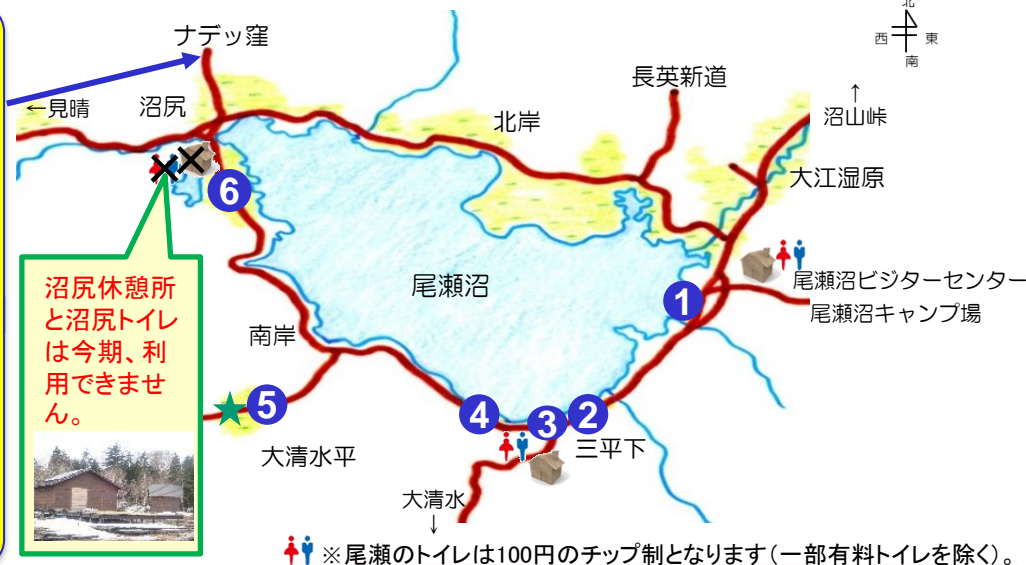 北
西 東
南
ナデッ窪
長英新道
←見晴
沼尻
北岸
↑
沼山峠
大江湿原
6
尾瀬沼
1
尾瀬沼ビジターセンター
尾瀬沼キャンプ場
沼尻休憩所
と沼尻トイレ
は今期、利
用できませ
ん。
南岸
5
4
3
2
大清水平
三平下
大清水
↓
※尾瀬のトイレは100円のチップ制となります(一部有料トイレを除く)。